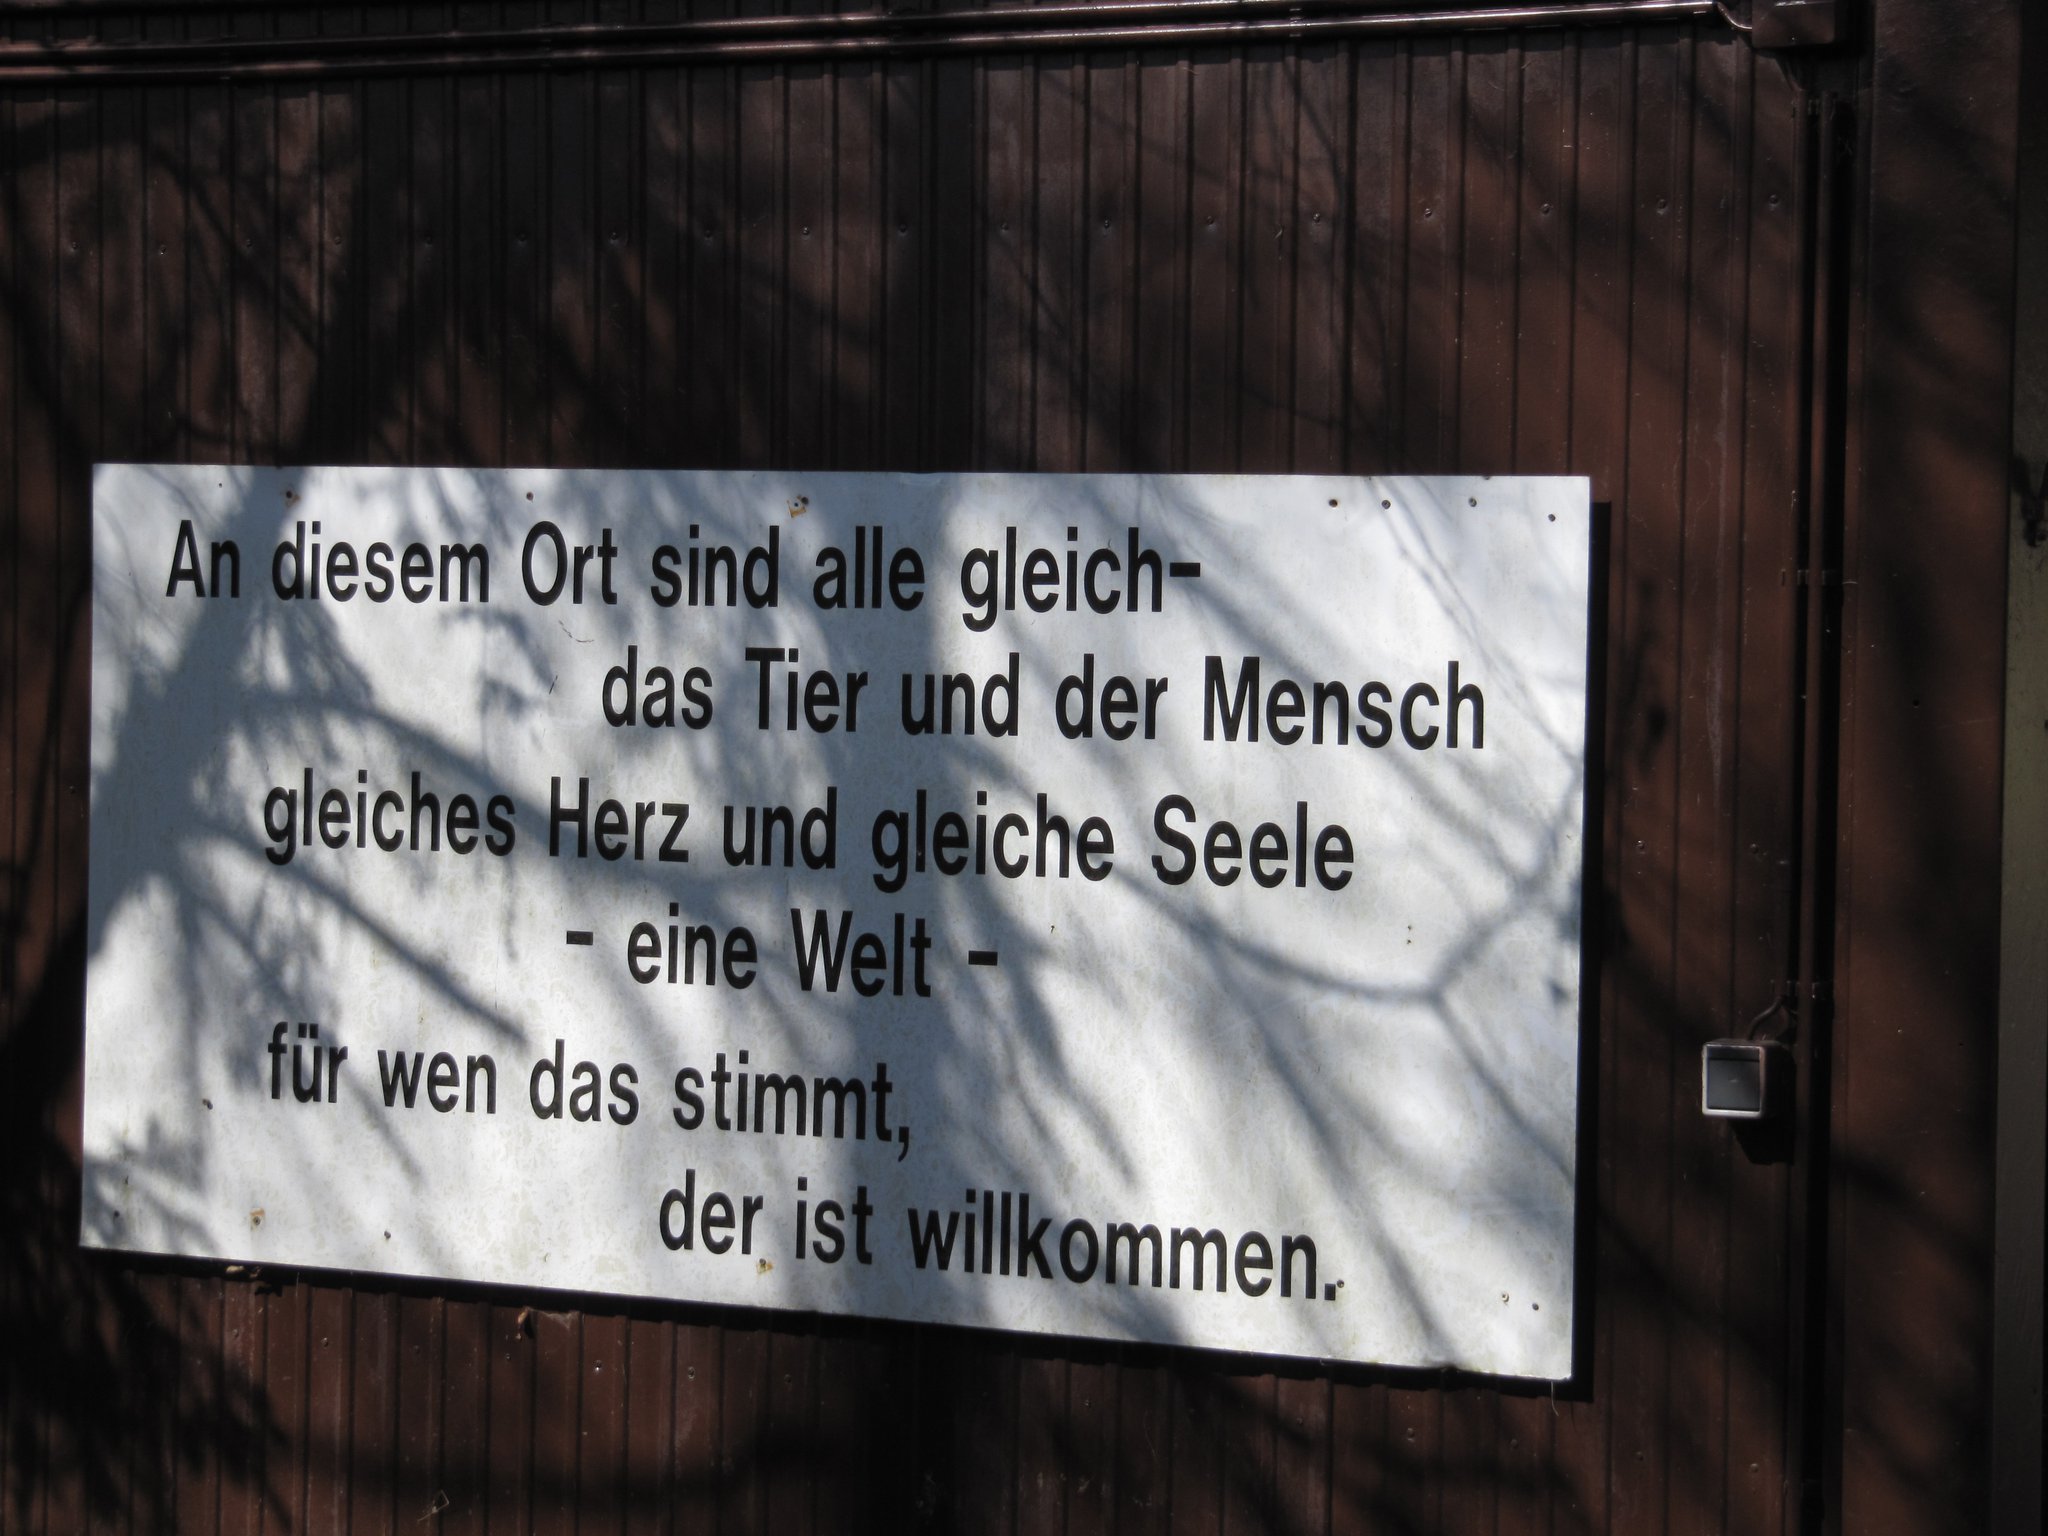 An diesem Ort sind alle gleich-
das Tier und der Mensch
gleiches Herz und gleiche Seele
- eine Welt -
für wen das stimmt,
der ist willkommen.